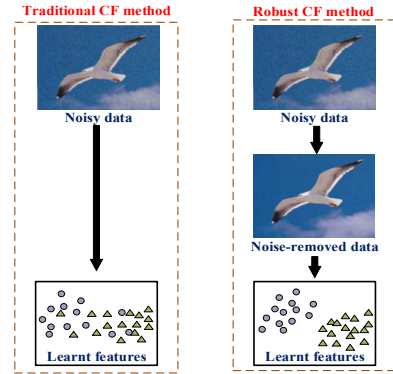 Traditional CF method
Noisy data
Learnt features
Robust CF method
Noisy data
Noise-removed data
Learnt features